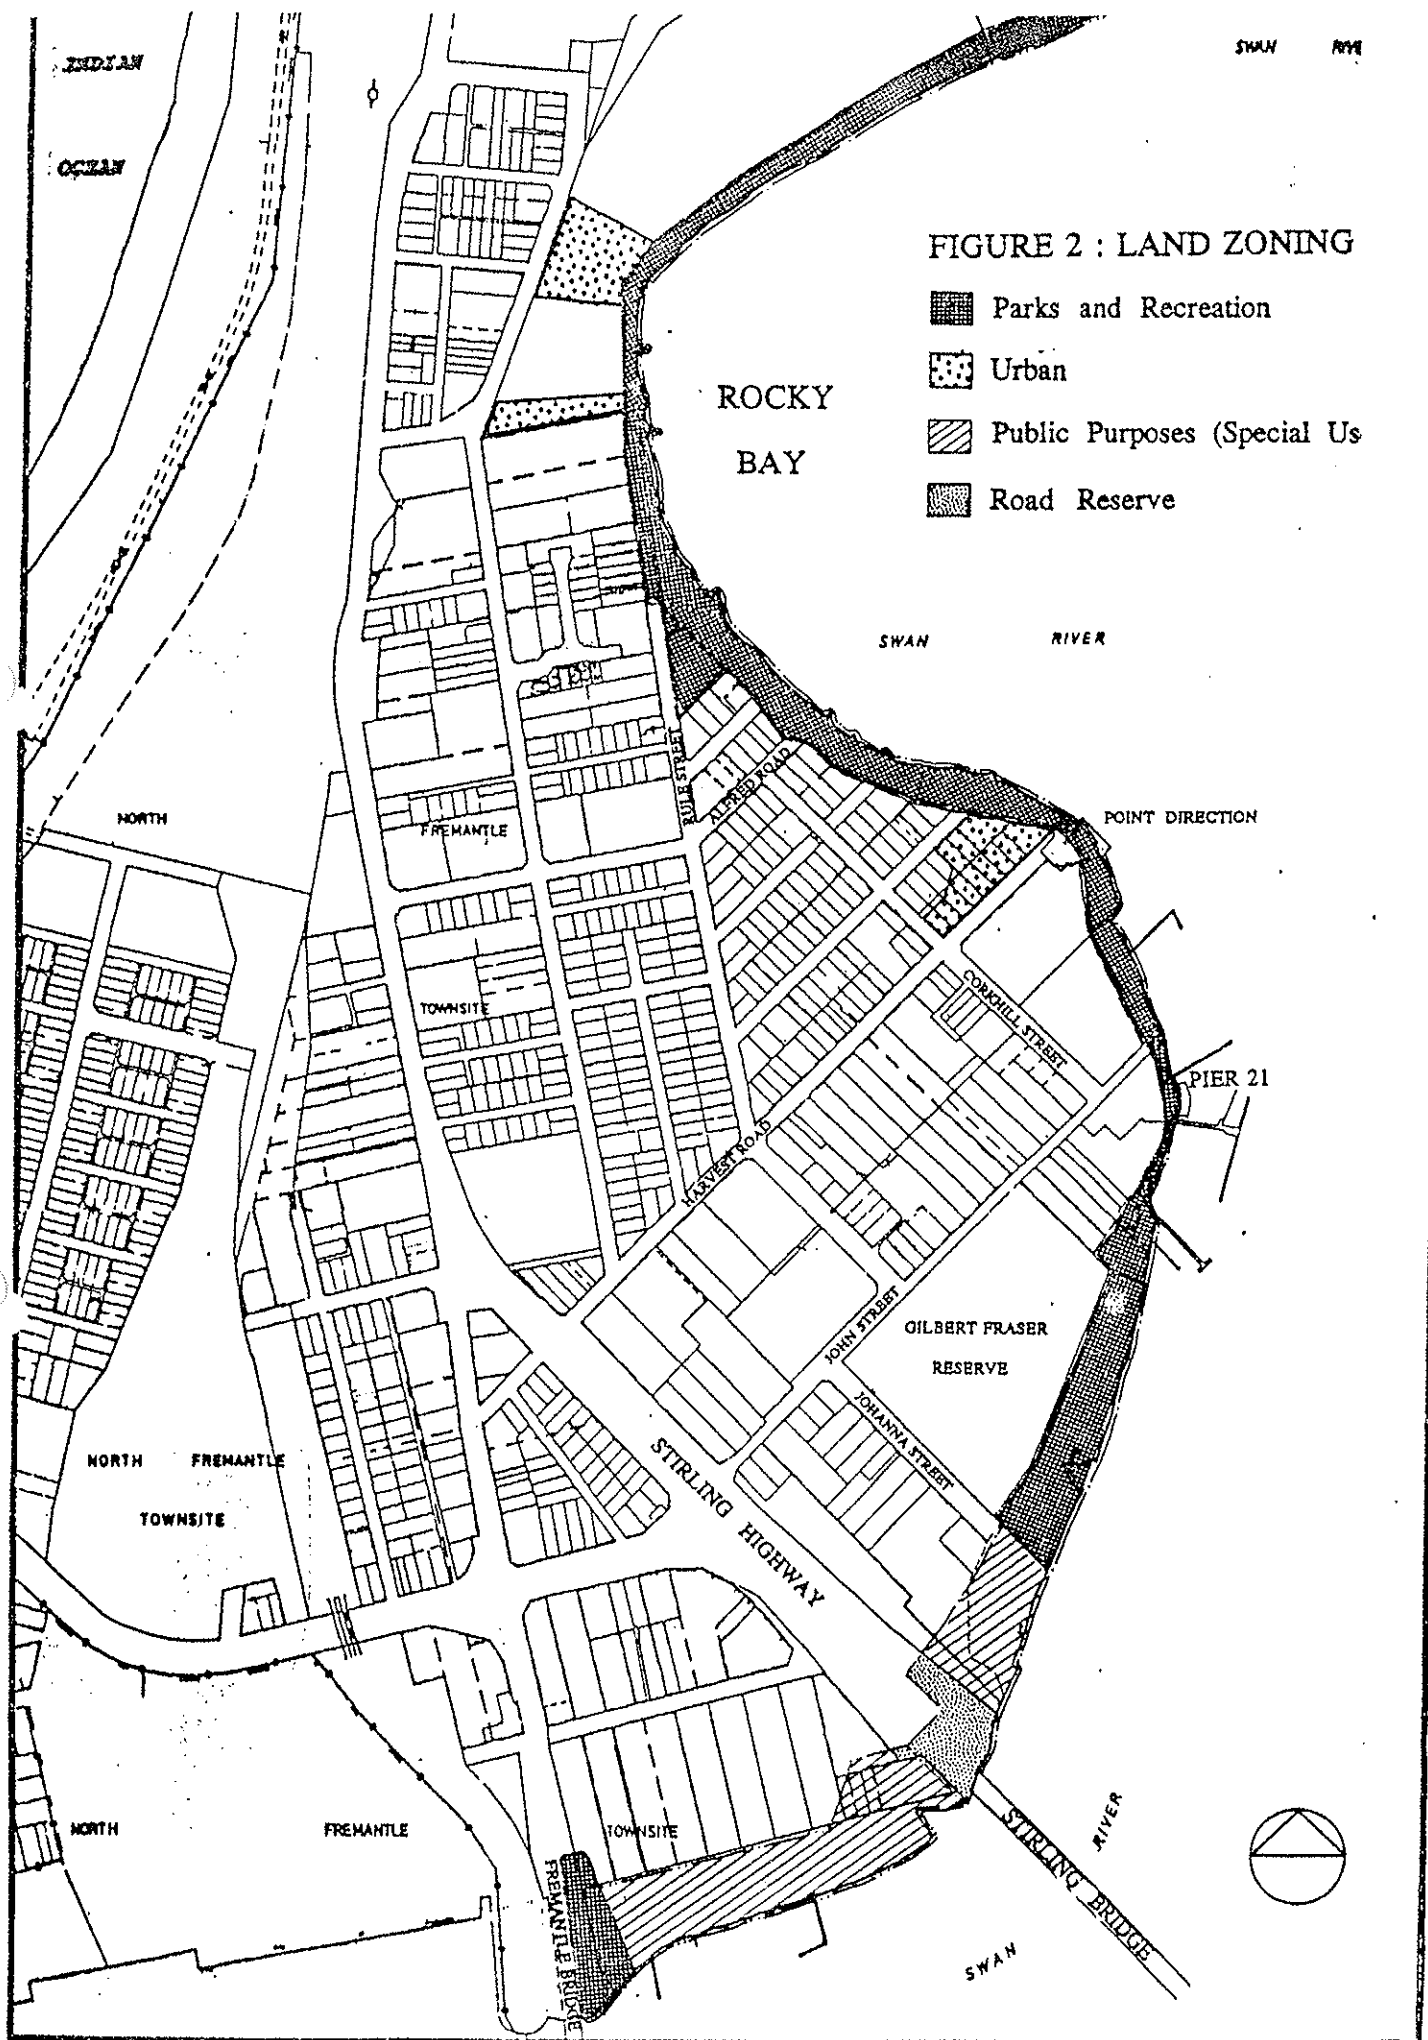 INDIAN
OCEAN
SWAN
FIGURE 2 : LAND ZONING
Parks and Recreation
Urban
Public Purposes (Special Us
Road Reserve
ROCKY
BAY
SWAN RIVER
POINT DIRECTION
RULE STREET
ALFRED ROAD
NORTH
FREMANTLE
TOWNSITE
CORKHILL STREET
PIER 21
HARVEST ROAD
JOHN STREET
GILBERT FRASER
RESERVE
JOHANNA STREET
NORTH FREMANTLE
TOWNSITE
STIRLING HIGHWAY
NORTH FREMANTLE TOWNSITE
FREMANTLE BRIDGE
STIRLING BRIDGE
SWAN RIVER